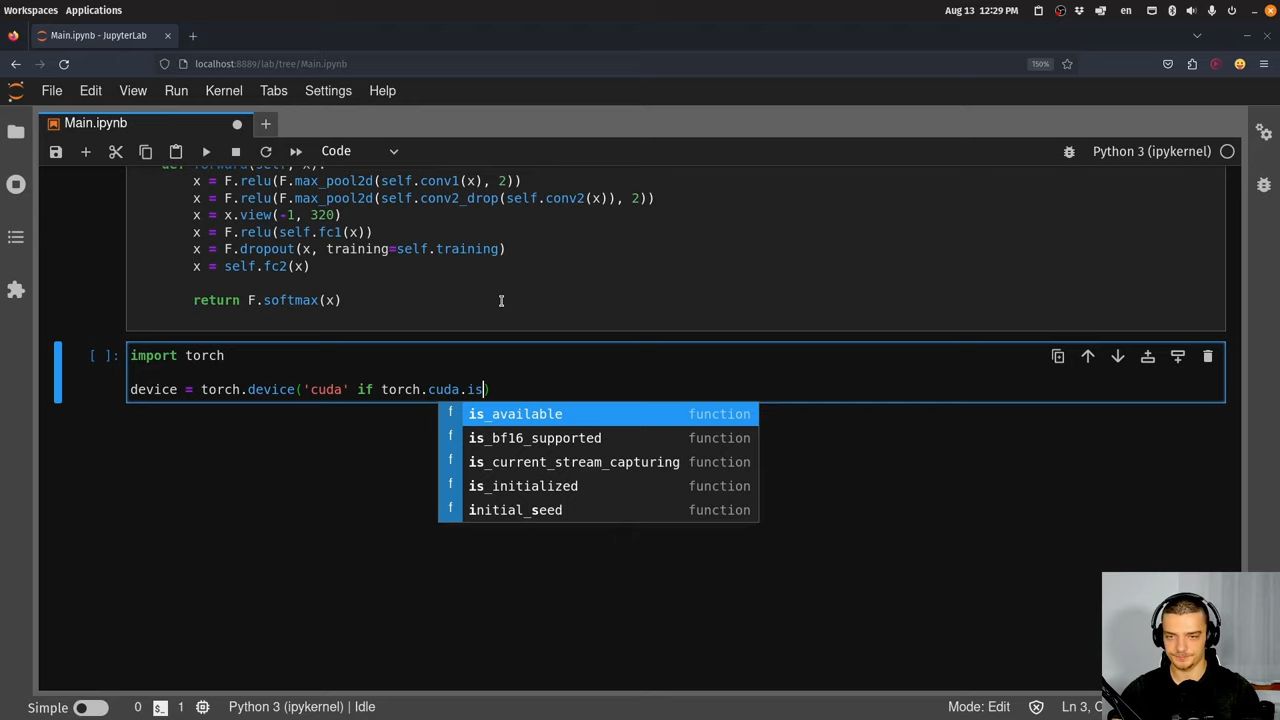 Workspaces Applications Aug 13 12:29 PM en
Main.ipynb - JupyterLab
localhost:8889/lab/tree/Main.ipynb 150%
File Edit View Run Kernel Tabs Settings Help
Main.ipynb
Code Python 3 (ipykernel)
def forward(self, x):
x = F.relu(F.max_pool2d(self.conv1(x), 2))
x = F.relu(F.max_pool2d(self.conv2_drop(self.conv2(x)), 2))
x = x.view(-1, 320)
x = F.relu(self.fc1(x))
x = F.dropout(x, training=self.training)
x = self.fc2(x)
return F.softmax(x)
[ ]: import torch
device = torch.device('cuda' if torch.cuda.is)
f is_available function
f is_bf16_supported function
f is_current_stream_capturing function
f is_initialized function
f initial_seed function
Simple 0 $_ 1 Python 3 (ipykernel) | Idle Mode: Edit Ln 3,